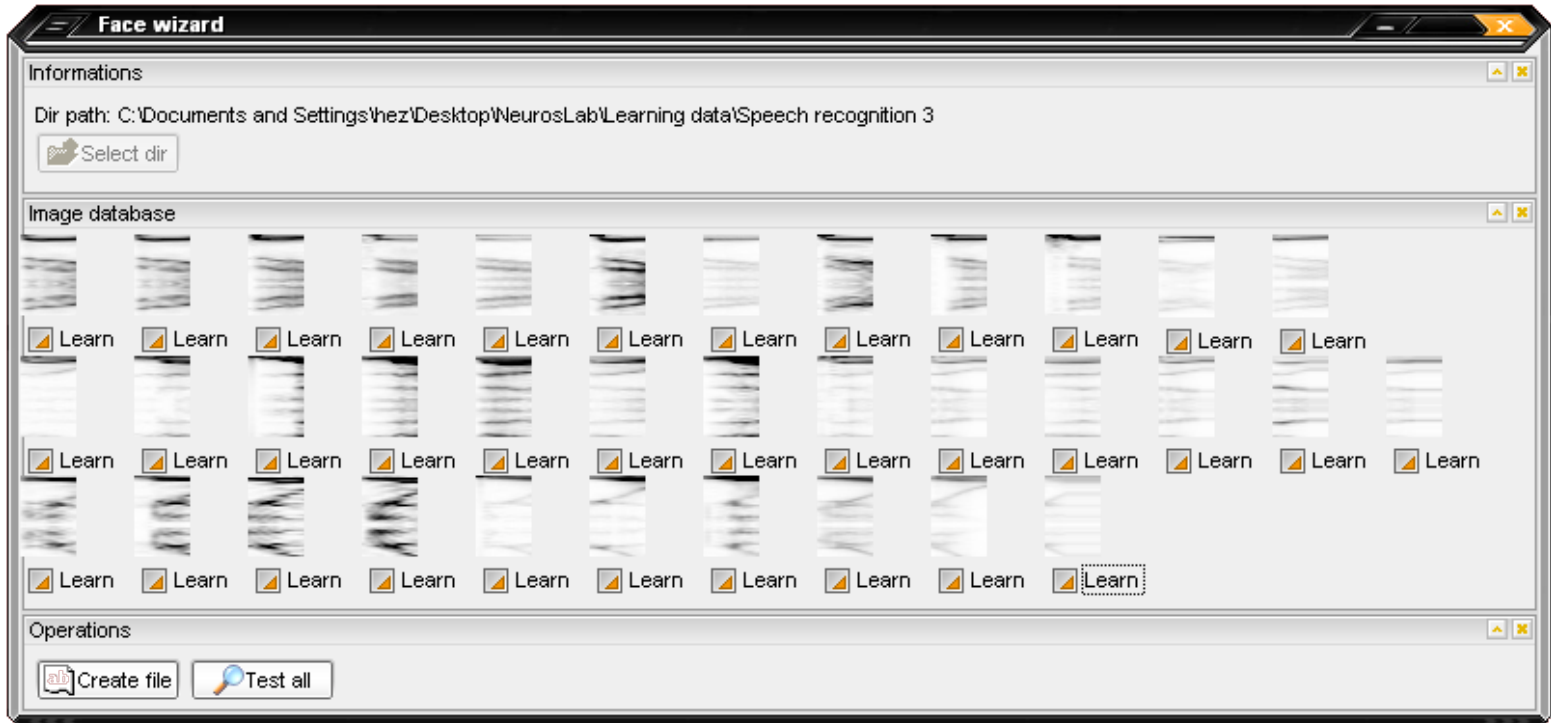 Face wizard
Informations
Dir path: C:\Documents and Settings\hez\Desktop\NeurosLab\Learning data\Speech recognition 3
Select dir
Image database
Learn Learn Learn Learn Learn Learn Learn Learn Learn Learn Learn Learn
Learn Learn Learn Learn Learn Learn Learn Learn Learn Learn Learn Learn Learn
Learn Learn Learn Learn Learn Learn Learn Learn Learn Learn
Operations
ab Create file Test all